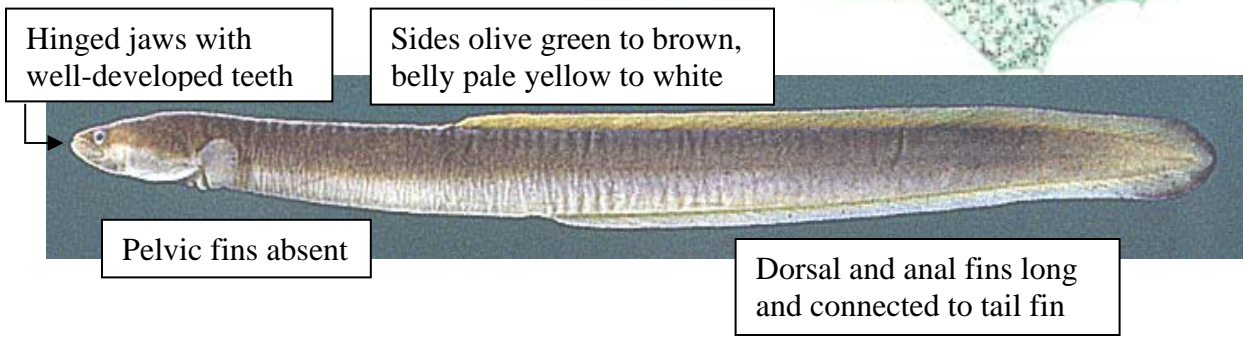 Hinged jaws with
well-developed teeth
Sides olive green to brown,
belly pale yellow to white
Pelvic fins absent
Dorsal and anal fins long
and connected to tail fin